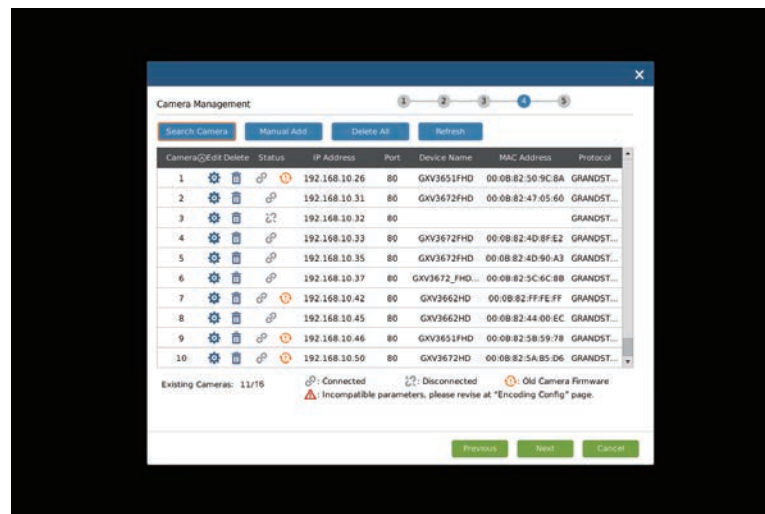 X
Camera Management
1 2 3 4 5
Search Camera Manual Add Delete All Refresh
Camera Edit Delete Status IP Address Port Device Name MAC Address Protocol
1 192.168.10.26 80 GXV3651FHD 00:0B:82:50:9C:8A GRANDST...
2 192.168.10.31 80 GXV3672FHD 00:0B:82:47:05:60 GRANDST...
3 192.168.10.32 80 GRANDST...
4 192.168.10.33 80 GXV3672FHD 00:0B:82:4D:8F:E2 GRANDST...
5 192.168.10.35 80 GXV3672FHD 00:0B:82:4D:90:A3 GRANDST...
6 192.168.10.37 80 GXV3672_FHD... 00:0B:82:5C:6C:8B GRANDST...
7 192.168.10.42 80 GXV3662HD 00:0B:82:FF:FE:FF GRANDST...
8 192.168.10.45 80 GXV3662HD 00:0B:82:44:00:EC GRANDST...
9 192.168.10.46 80 GXV3651FHD 00:0B:82:5B:59:78 GRANDST...
10 192.168.10.50 80 GXV3672HD 00:0B:82:5A:B5:D6 GRANDST...
Existing Cameras: 11/16 : Connected : Disconnected : Old Camera Firmware
: Incompatible parameters, please revise at "Encoding Config" page.
Previous Next Cancel